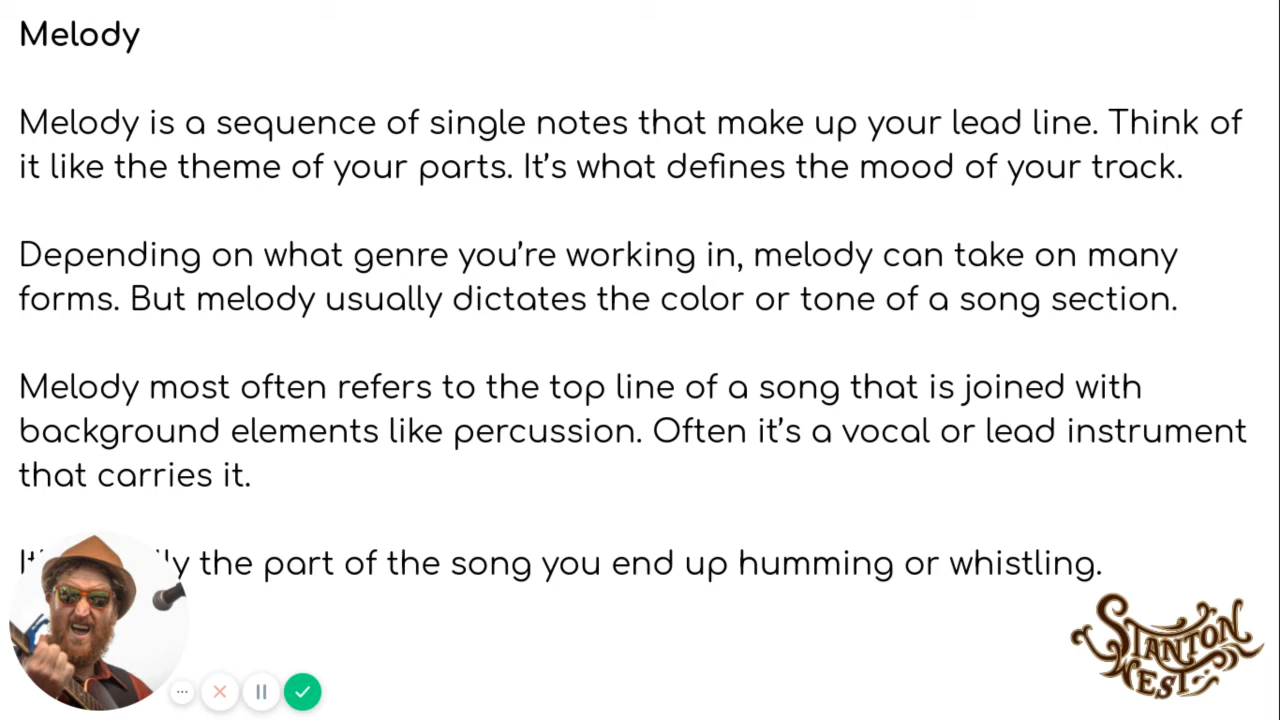 Melody
Melody is a sequence of single notes that make up your lead line. Think of
it like the theme of your parts. It’s what defines the mood of your track.
Depending on what genre you’re working in, melody can take on many
forms. But melody usually dictates the color or tone of a song section.
Melody most often refers to the top line of a song that is joined with
background elements like percussion. Often it’s a vocal or lead instrument
that carries it.
the part of the song you end up humming or whistling.
STANTON
WEST